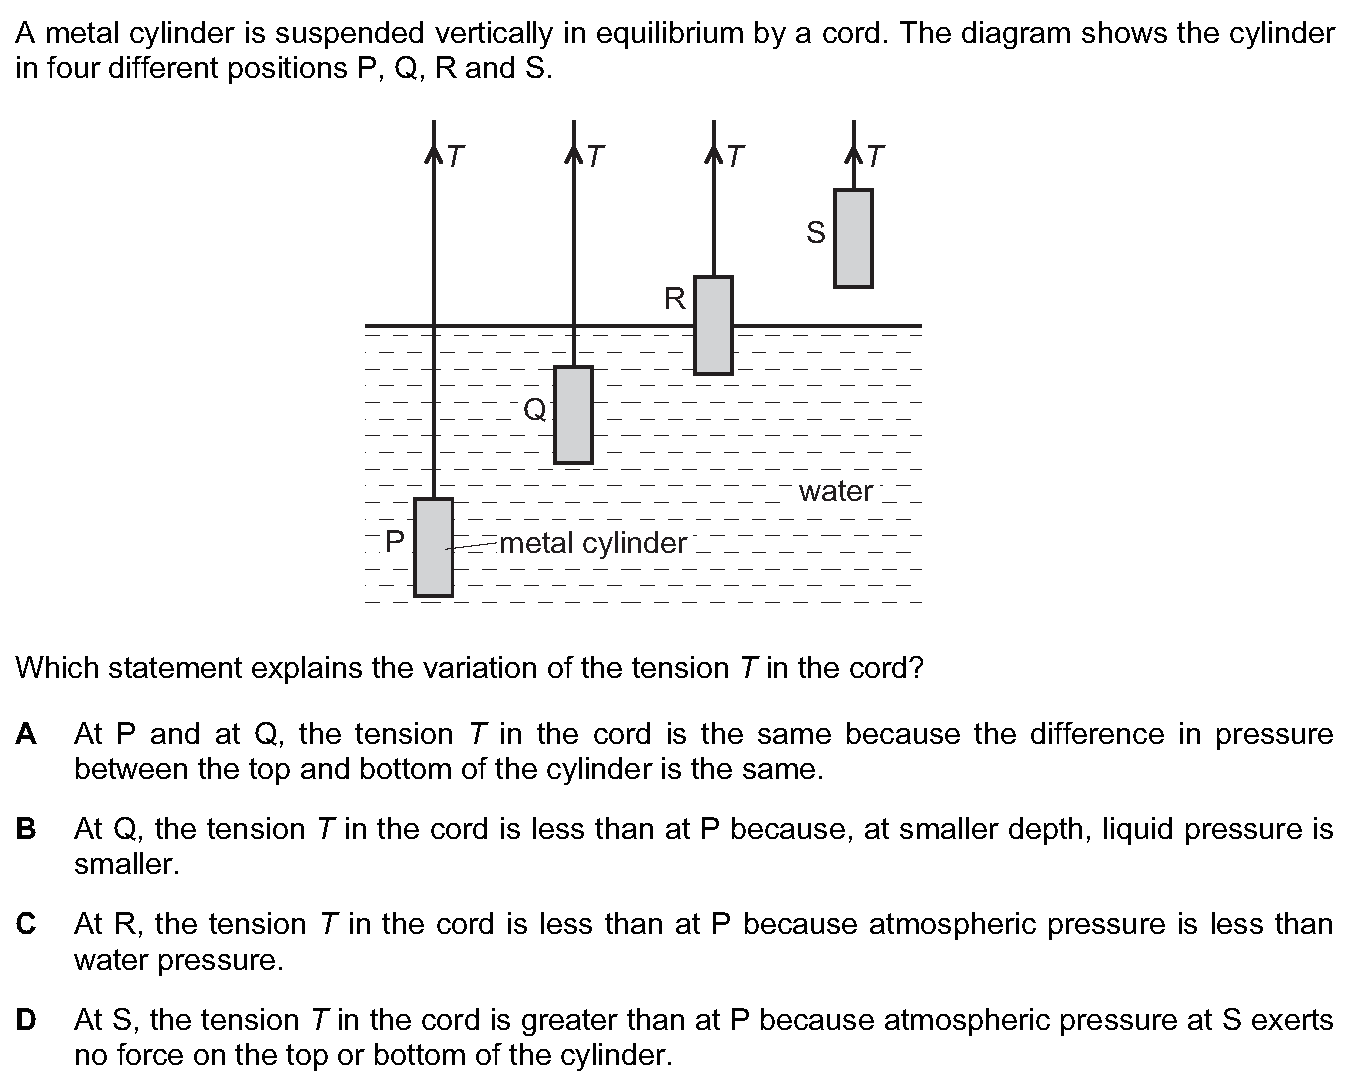 A metal cylinder is suspended vertically in equilibrium by a cord. The diagram shows the cylinder
in four different positions P, Q, R and S.
T
T
T
T
S
R
Q
water
P
metal cylinder
Which statement explains the variation of the tension T in the cord?
A At P and at Q, the tension T in the cord is the same because the difference in pressure
between the top and bottom of the cylinder is the same.
B At Q, the tension T in the cord is less than at P because, at smaller depth, liquid pressure is
smaller.
C At R, the tension T in the cord is less than at P because atmospheric pressure is less than
water pressure.
D At S, the tension T in the cord is greater than at P because atmospheric pressure at S exerts
no force on the top or bottom of the cylinder.